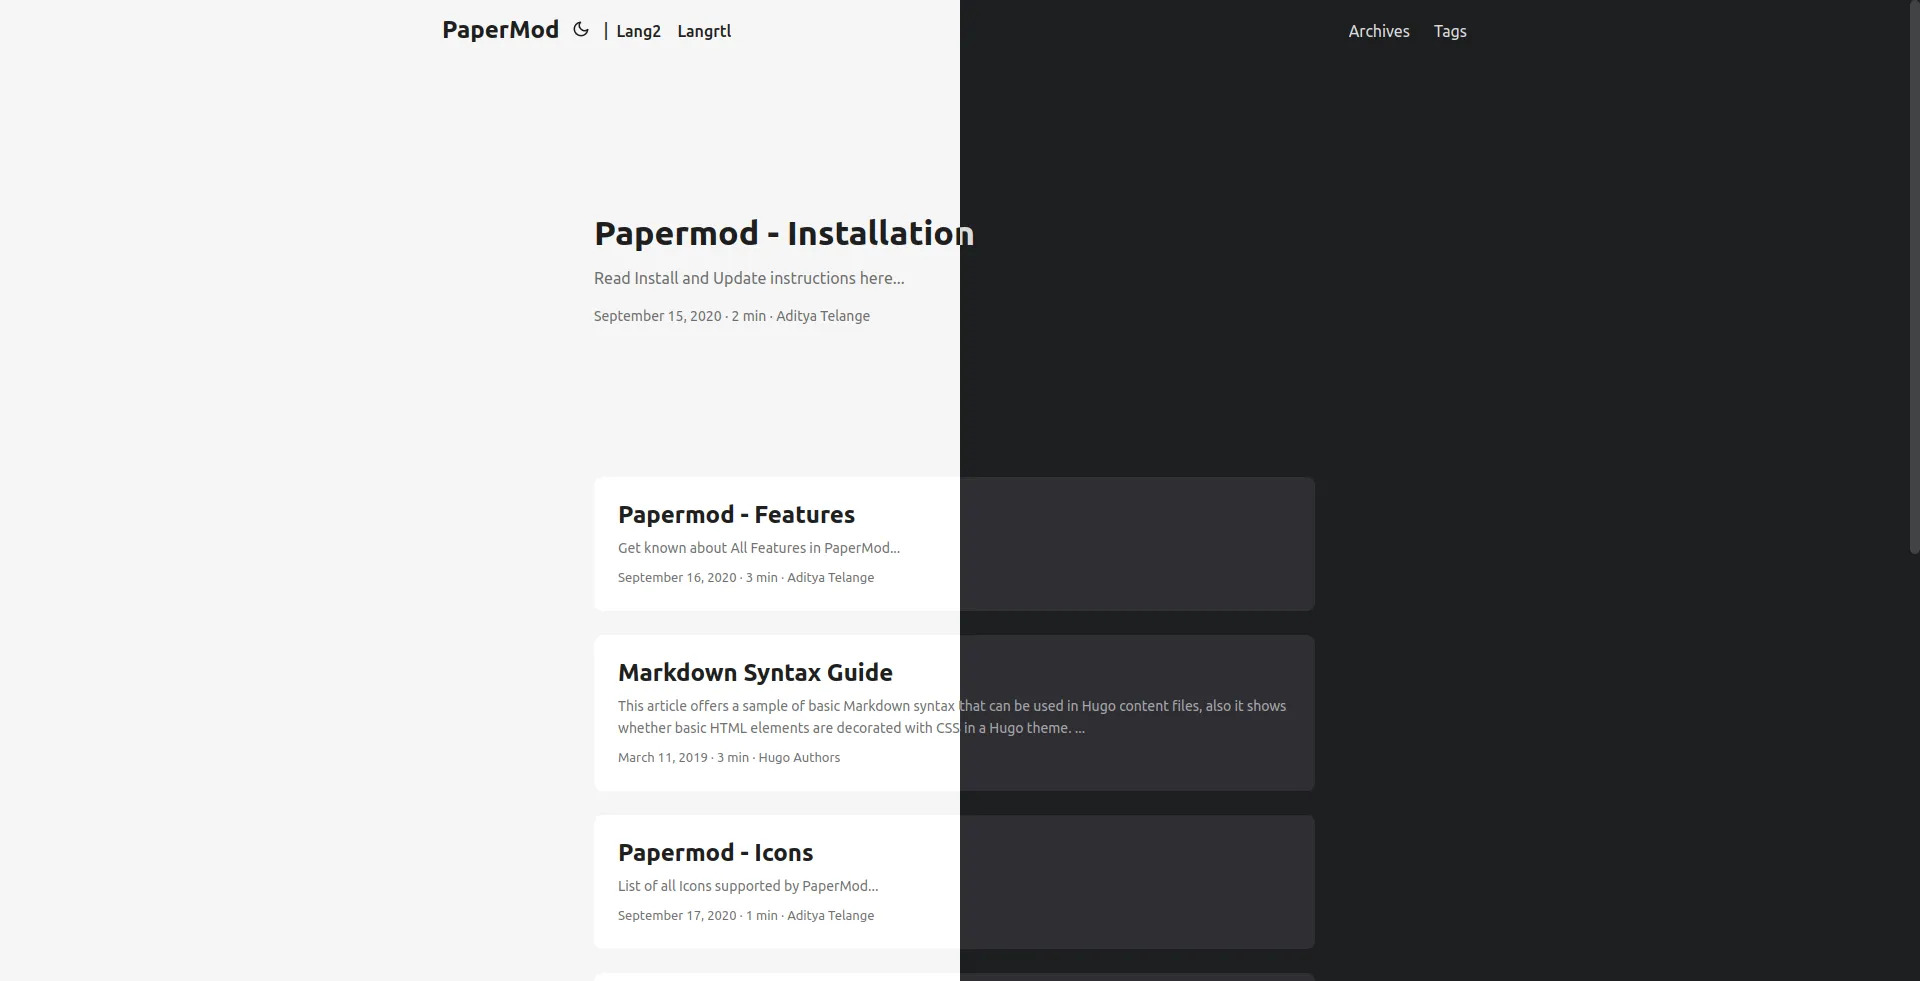 PaperMod | Lang2 Langrtl Archives Tags
Papermod - Installation
Read Install and Update instructions here...
September 15, 2020 · 2 min · Aditya Telange
Papermod - Features
Get known about All Features in PaperMod...
September 16, 2020 · 3 min · Aditya Telange
Markdown Syntax Guide
This article offers a sample of basic Markdown syntax that can be used in Hugo content files, also it shows
whether basic HTML elements are decorated with CSS in a Hugo theme. ...
March 11, 2019 · 3 min · Hugo Authors
Papermod - Icons
List of all Icons supported by PaperMod...
September 17, 2020 · 1 min · Aditya Telange